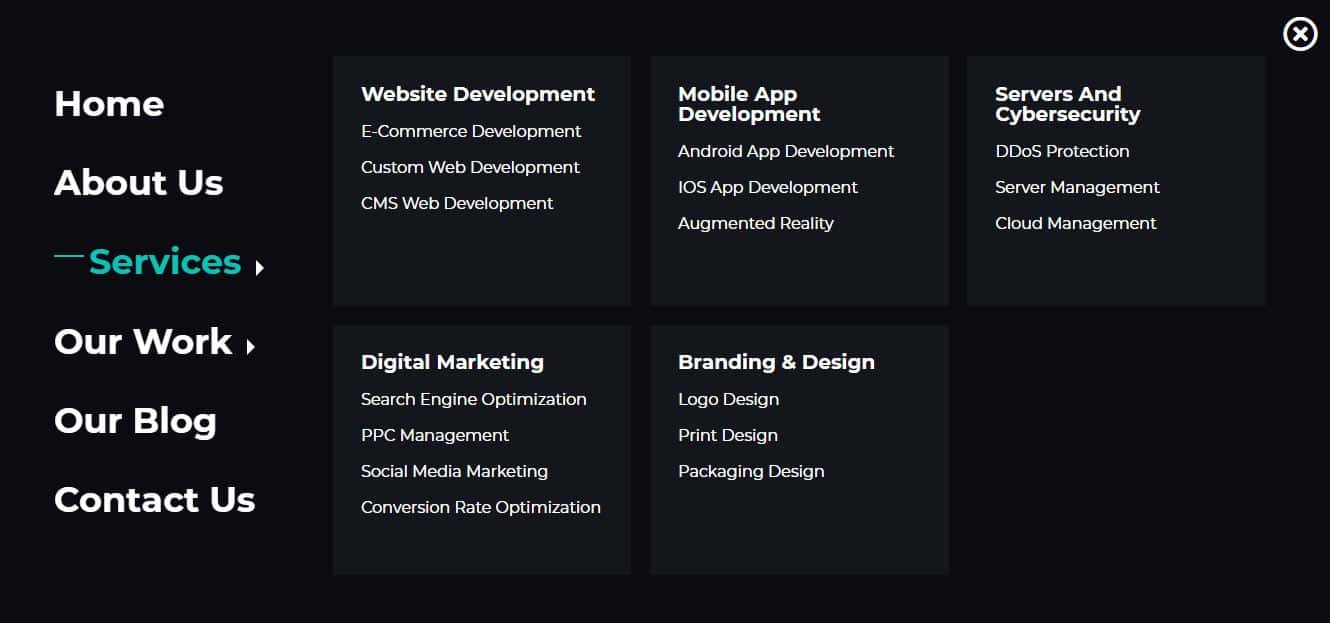 Home
About Us
Services
Our Work
Our Blog
Contact Us
Website Development
E-Commerce Development
Custom Web Development
CMS Web Development
Mobile App
Development
Android App Development
IOS App Development
Augmented Reality
Servers And
Cybersecurity
DDoS Protection
Server Management
Cloud Management
Digital Marketing
Search Engine Optimization
PPC Management
Social Media Marketing
Conversion Rate Optimization
Branding & Design
Logo Design
Print Design
Packaging Design